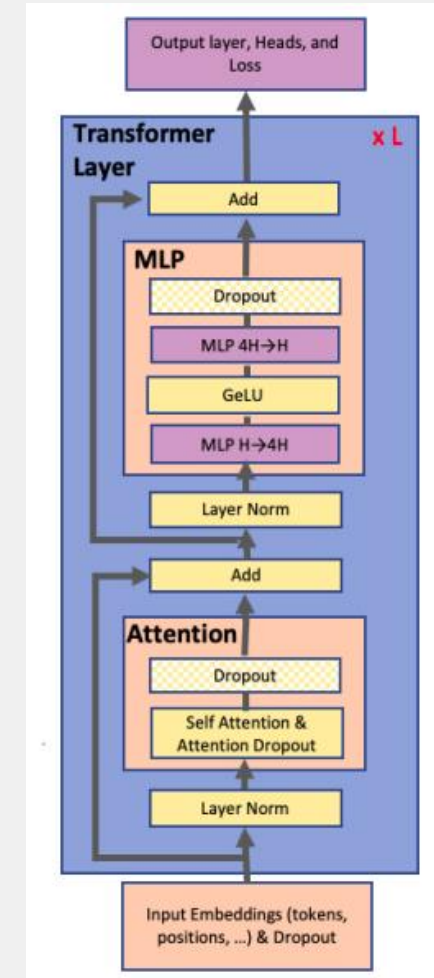 Output layer, Heads, and
Loss
Transformer
Layer
x L
Add
MLP
Dropout
MLP 4H→H
GeLU
MLP H→4H
Layer Norm
Add
Attention
Dropout
Self Attention &
Attention Dropout
Layer Norm
Input Embeddings (tokens,
positions, …) & Dropout